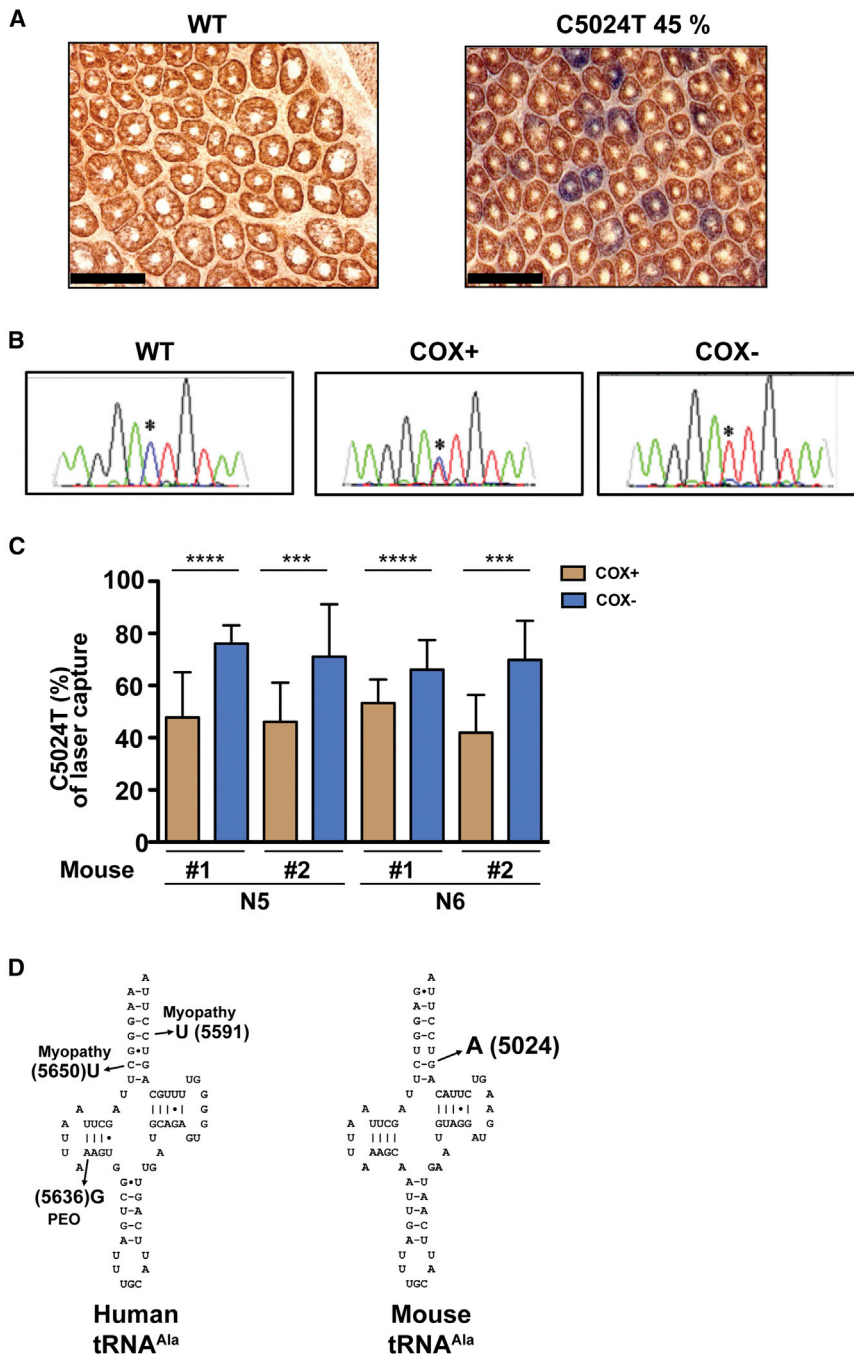 A
WT
C5024T 45 %
B
WT
COX+
COX-
*
*
*
C
****
***
****
***
COX+
COX-
C5024T (%)
of laser capture
100
80
60
40
20
0
Mouse
#1
#2
#1
#2
N5
N6
D
Myopathy
U (5591)
Myopathy
(5650)U
(5636)G
PEO
A (5024)
UUCG
AAGU
CGUUU
GCAGA
UG
GU
UG
UGC
UUCG
AAGC
CAUUC
GUAGG
UG
AU
GA
UGC
Human
tRNAAla
Mouse
tRNAAla